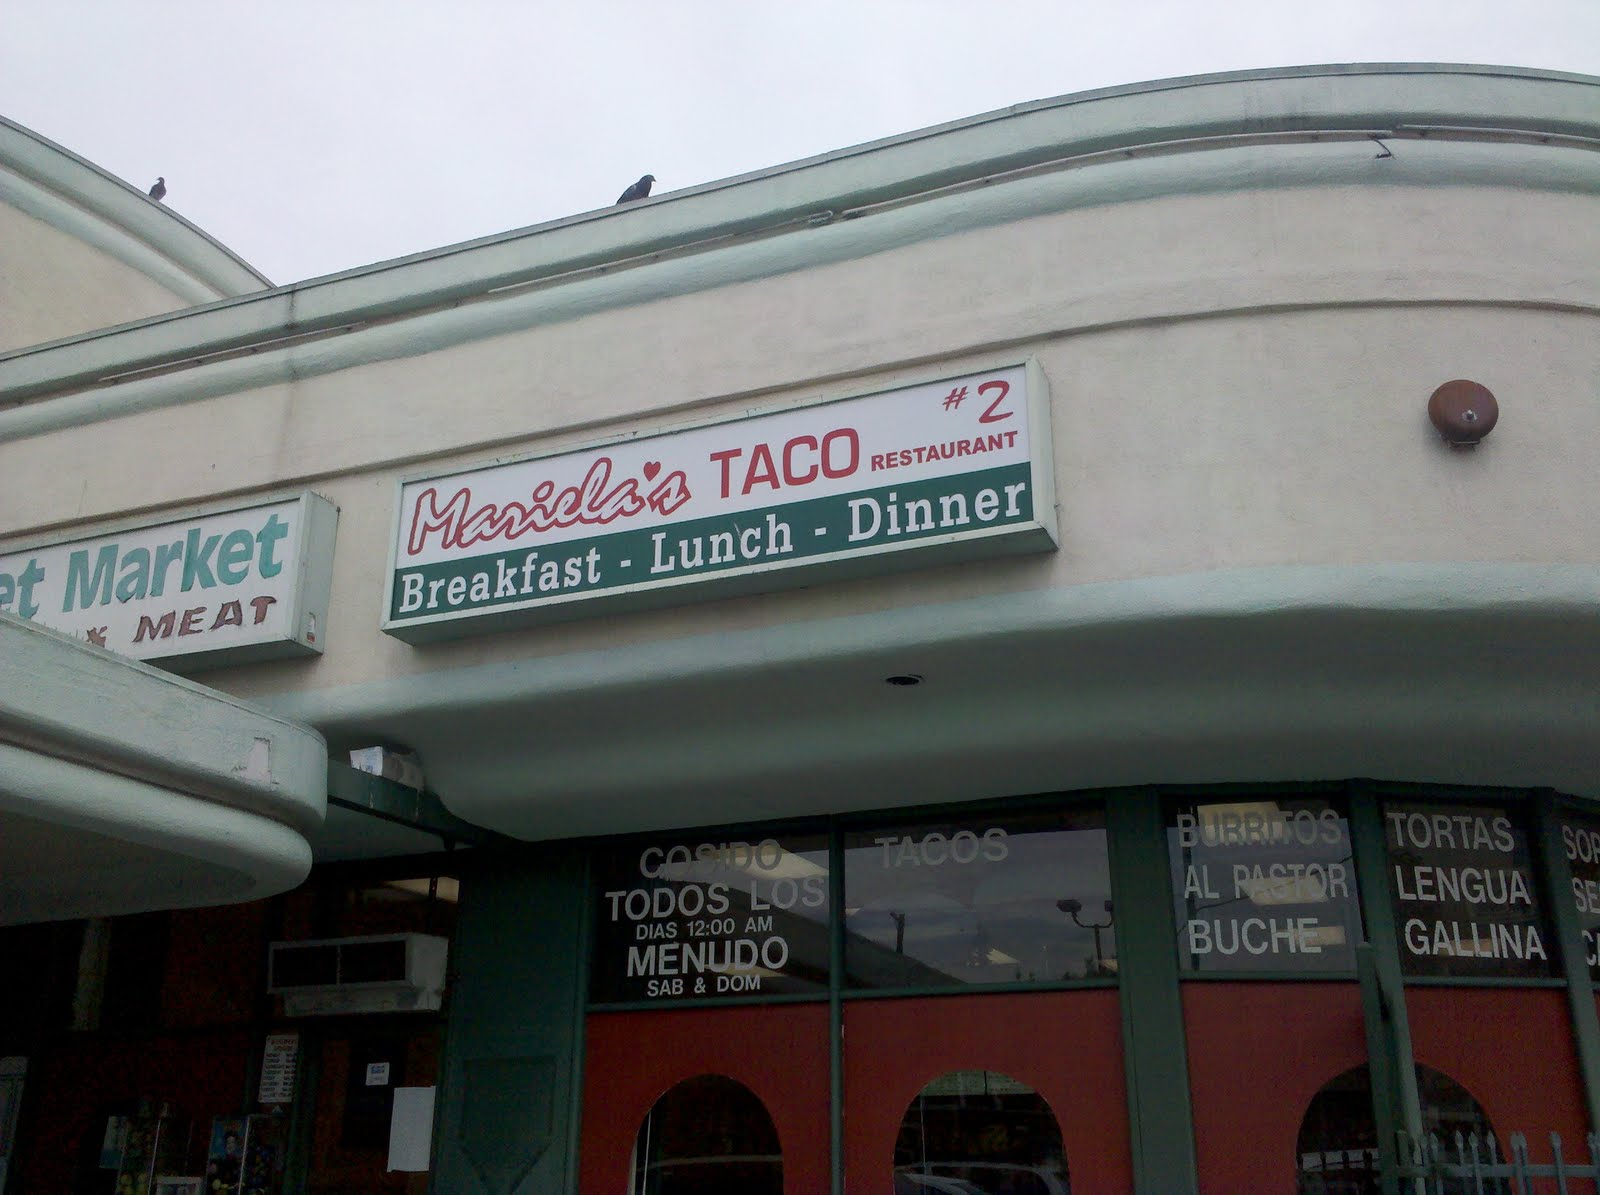 Market
MEAT
#2
Mariela's TACO RESTAURANT
Breakfast - Lunch - Dinner
COSIDO
TODOS LOS
DIAS 12:00 AM
MENUDO
SAB & DOM
TACOS
BURRITOS
AL PASTOR
BUCHE
TORTAS
LENGUA
GALLINA